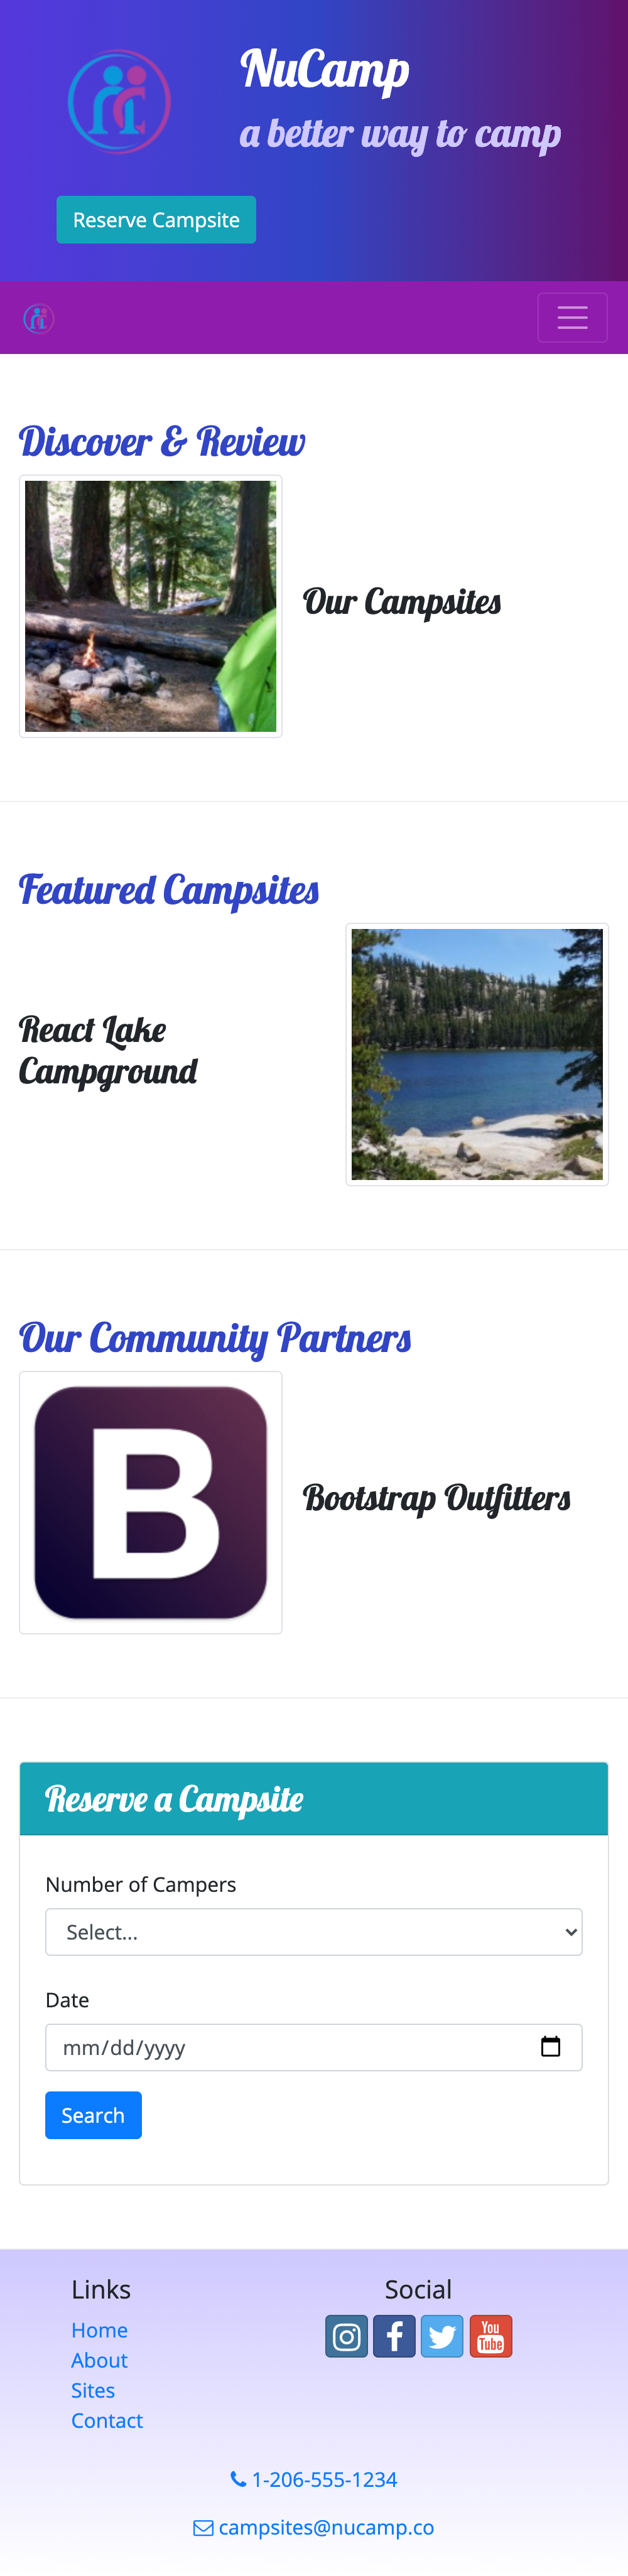 NuCamp
a better way to camp
Reserve Campsite
Discover & Review
Our Campsites
Featured Campsites
React Lake
Campground
Our Community Partners
B
Bootstrap Outfitters
Reserve a Campsite
Number of Campers
Select...
Date
mm/dd/yyyy
Search
Links
Social
Home
About
Sites
Contact
You
Tube
1-206-555-1234
campsites@nucamp.co